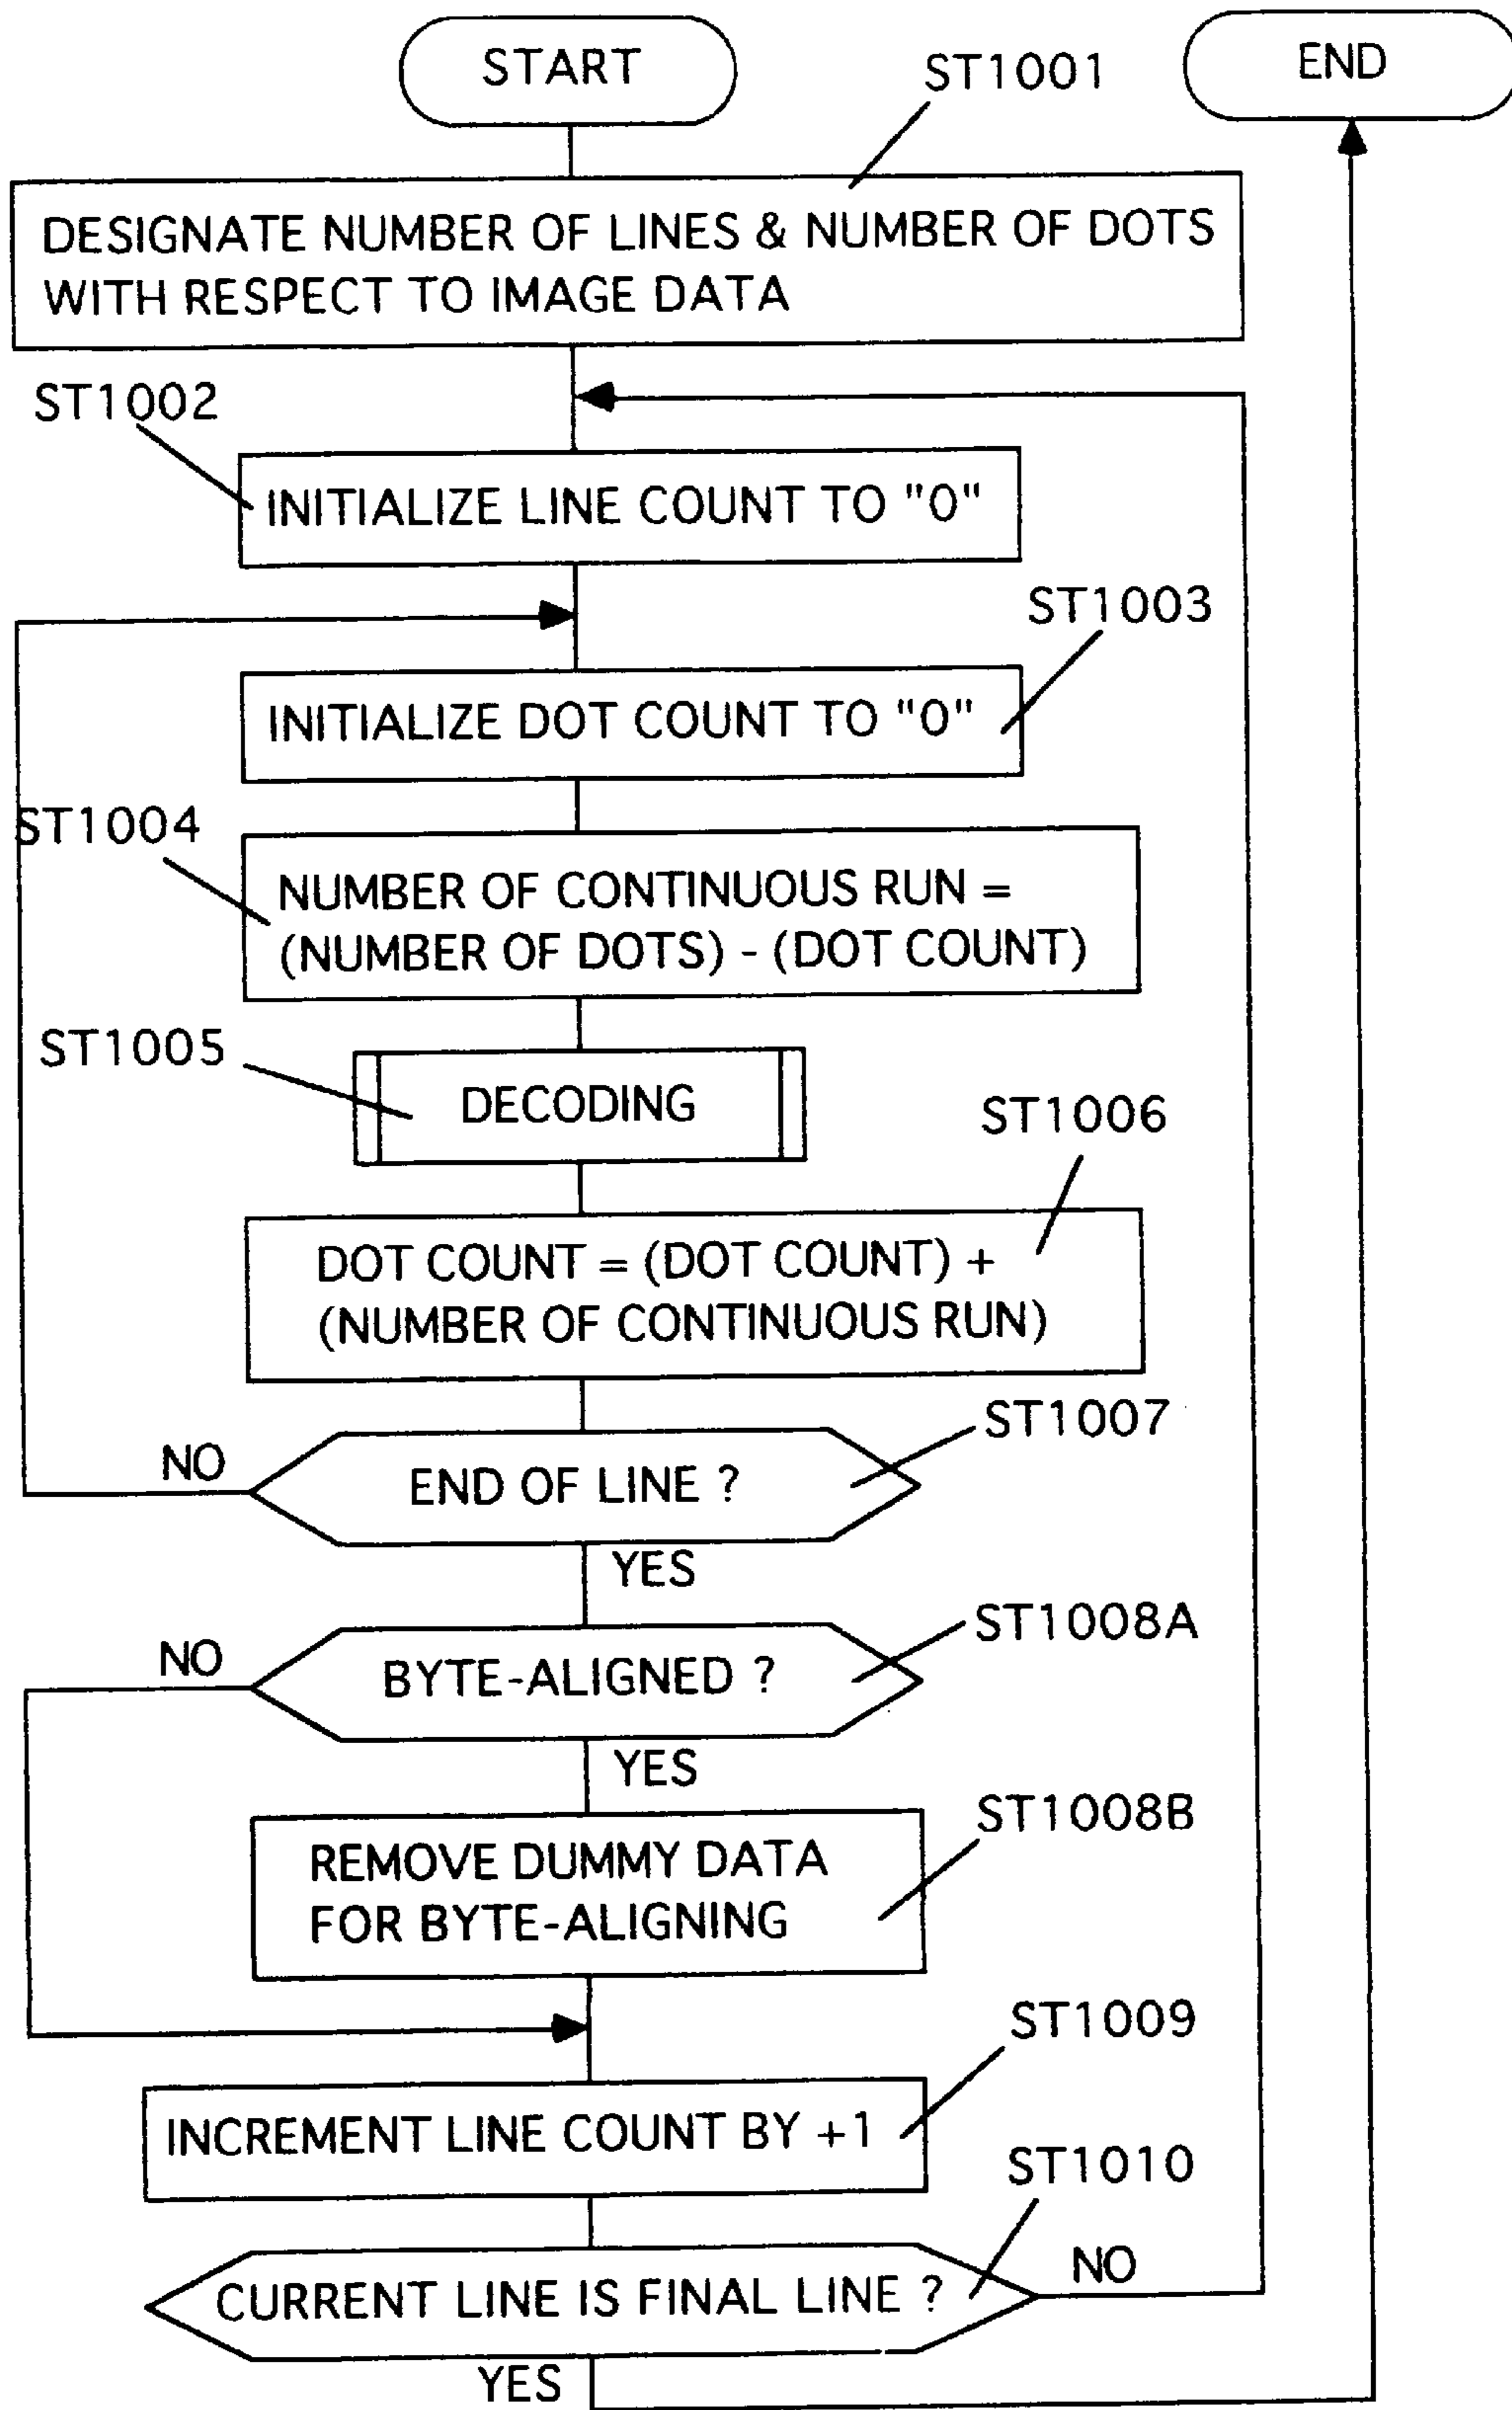 START
END
ST1001
DESIGNATE NUMBER OF LINES & NUMBER OF DOTS
WITH RESPECT TO IMAGE DATA
ST1002
INITIALIZE LINE COUNT TO "0"
ST1003
INITIALIZE DOT COUNT TO "0"
ST1004
NUMBER OF CONTINUOUS RUN =
(NUMBER OF DOTS) - (DOT COUNT)
ST1005
DECODING
ST1006
DOT COUNT = (DOT COUNT) +
(NUMBER OF CONTINUOUS RUN)
ST1007
NO
END OF LINE ?
YES
ST1008A
NO
BYTE-ALIGNED ?
YES
ST1008B
REMOVE DUMMY DATA
FOR BYTE-ALIGNING
ST1009
INCREMENT LINE COUNT BY +1
ST1010
NO
CURRENT LINE IS FINAL LINE ?
YES